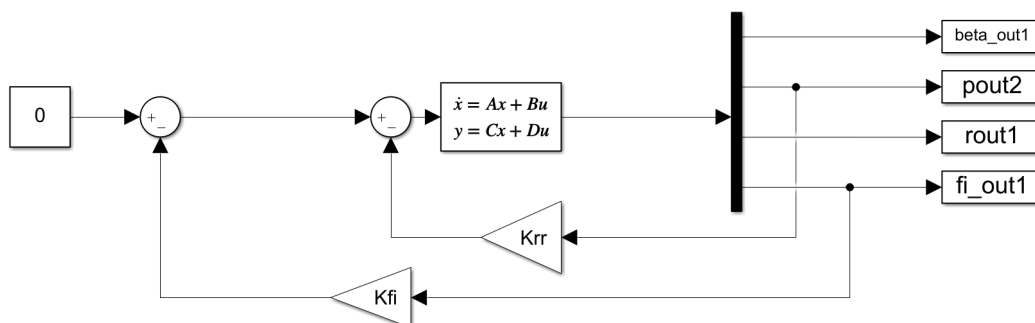 beta_out1
0
+
_
+
_
ẋ = Ax + Bu
y = Cx + Du
pout2
rout1
fi_out1
Krr
Kfi